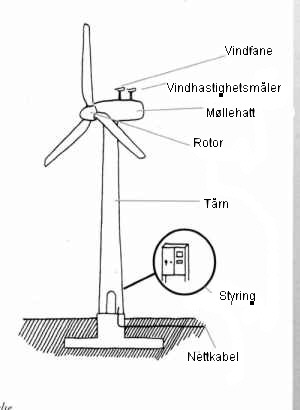 Vindfane
Vindhastighetsmåler
Møllehatt
Rotor
Tårn
Styring
Nettkabel